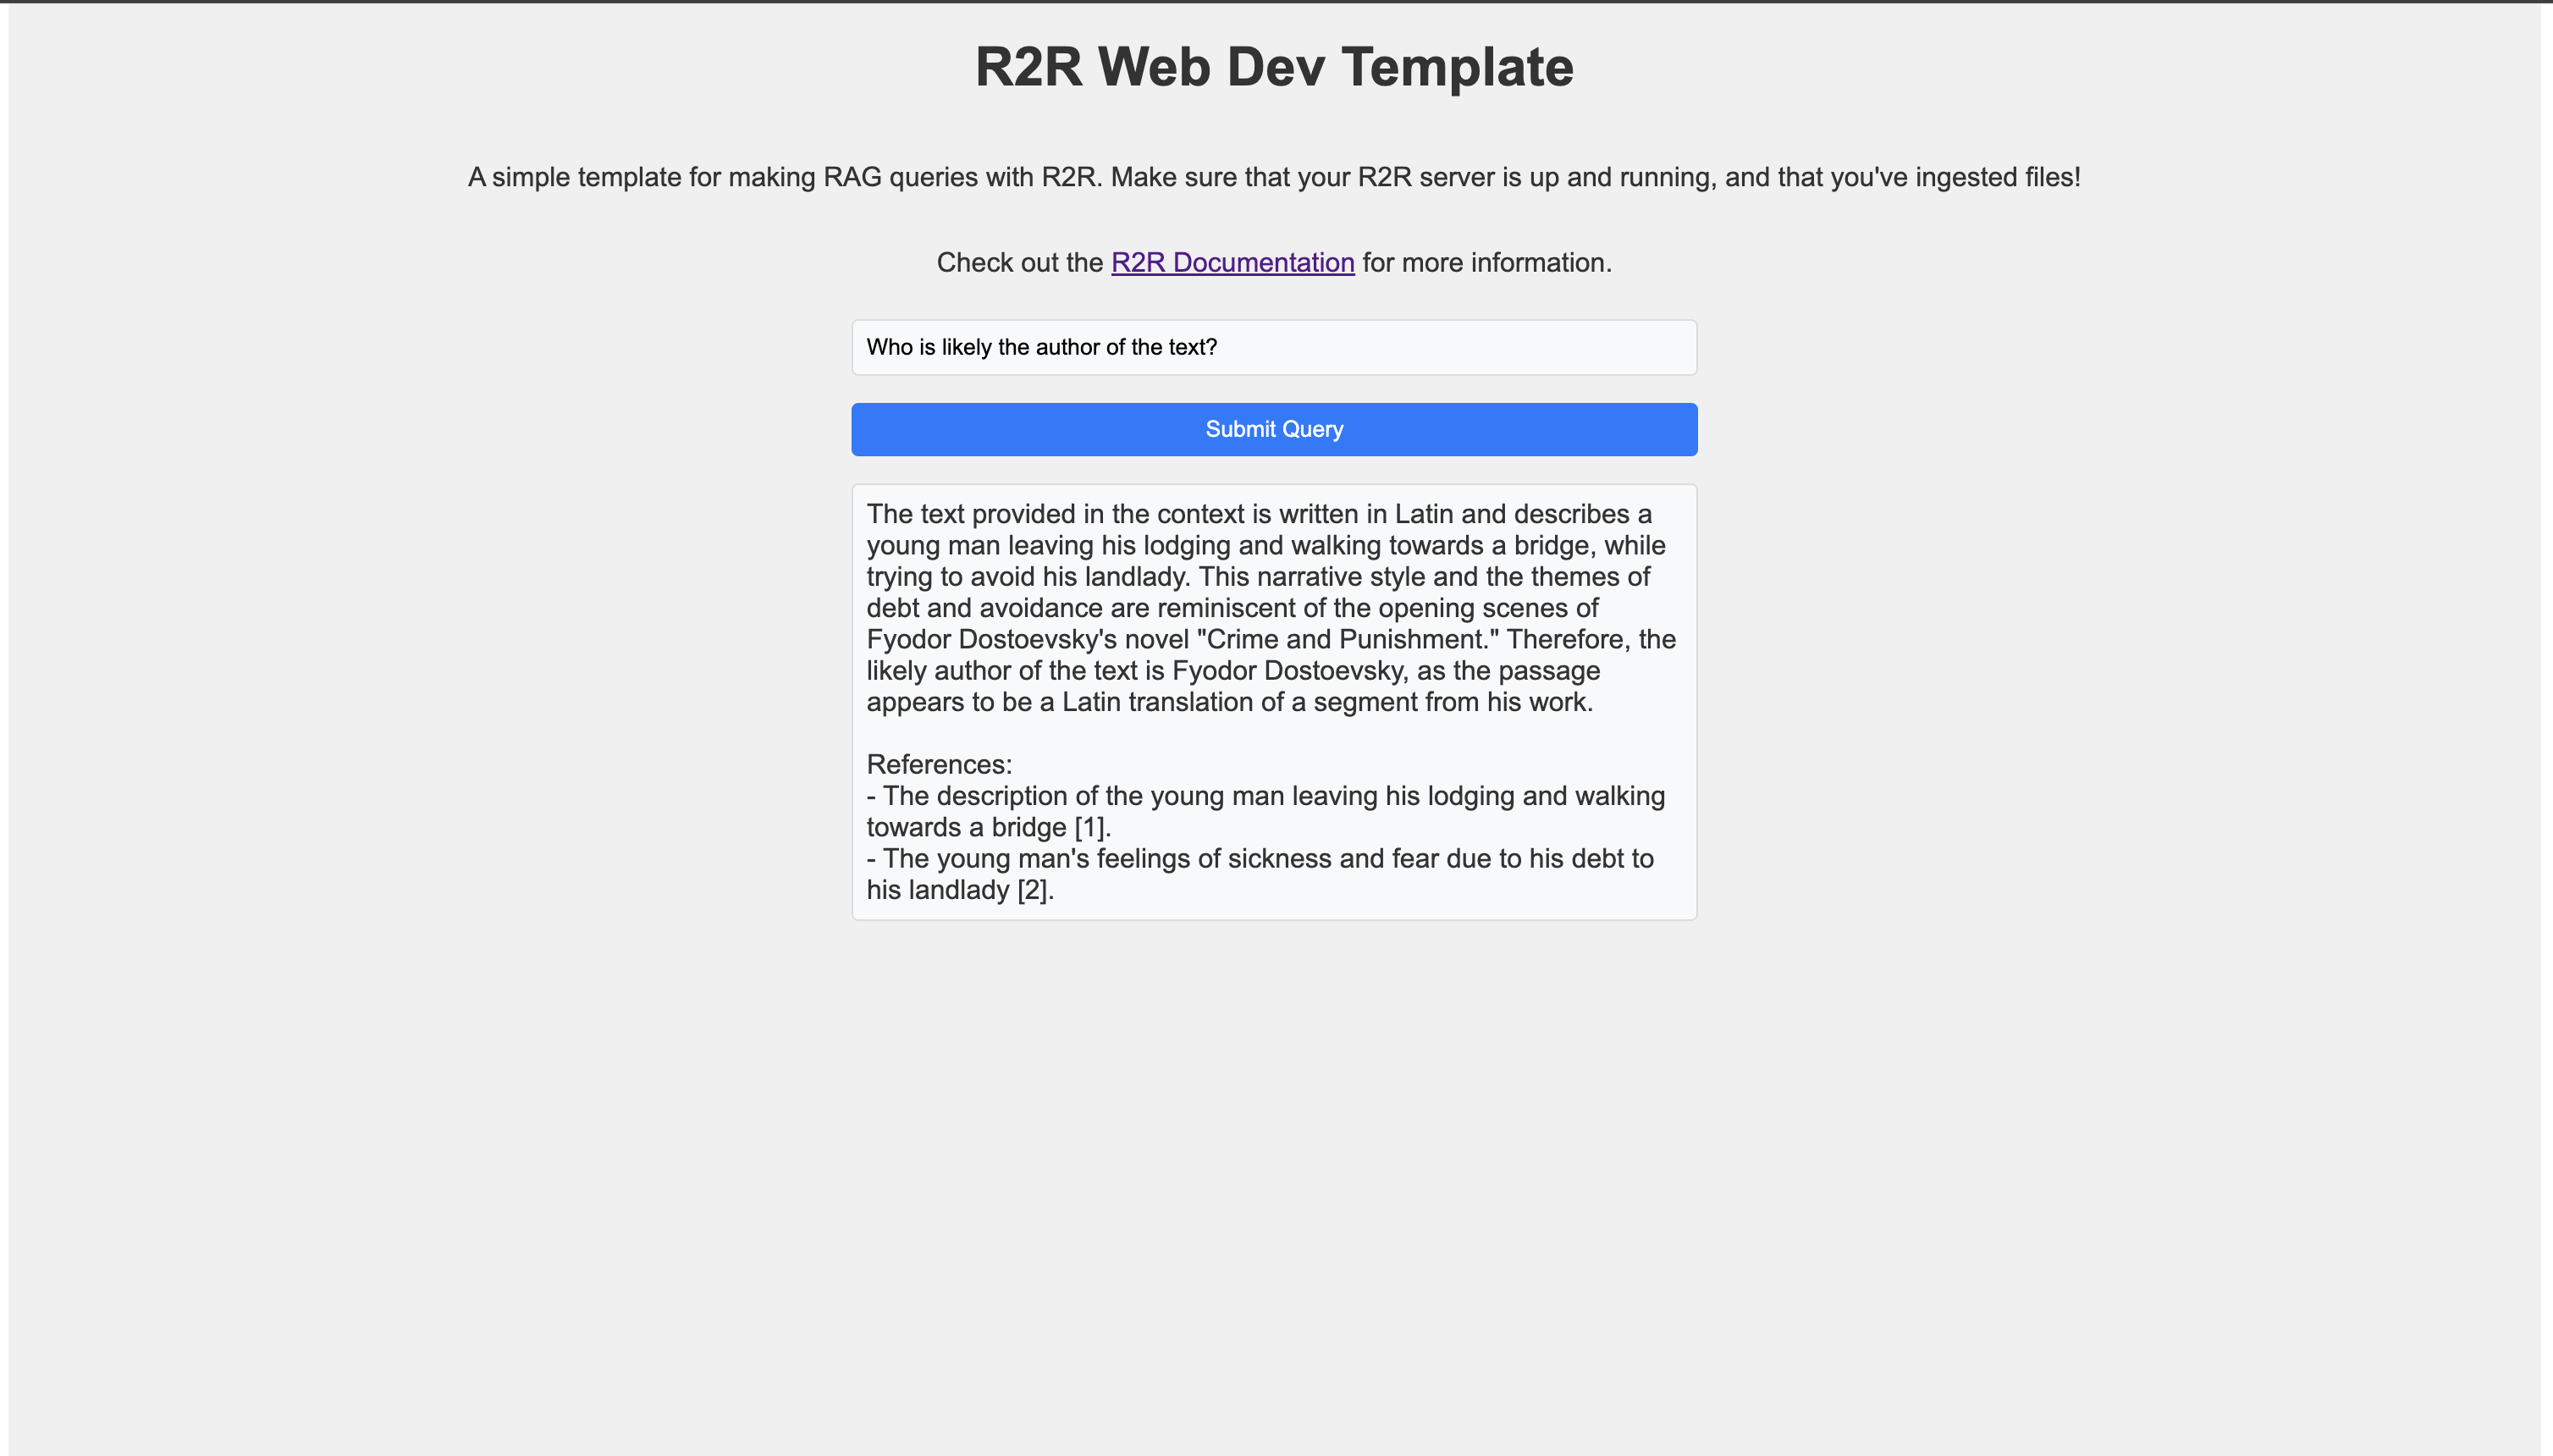 R2R Web Dev Template
A simple template for making RAG queries with R2R. Make sure that your R2R server is up and running, and that you've ingested files!
Check out the R2R Documentation for more information.
Who is likely the author of the text?
Submit Query
The text provided in the context is written in Latin and describes a
young man leaving his lodging and walking towards a bridge, while
trying to avoid his landlady. This narrative style and the themes of
debt and avoidance are reminiscent of the opening scenes of
Fyodor Dostoevsky's novel "Crime and Punishment." Therefore, the
likely author of the text is Fyodor Dostoevsky, as the passage
appears to be a Latin translation of a segment from his work.
References:
- The description of the young man leaving his lodging and walking
towards a bridge [1].
- The young man's feelings of sickness and fear due to his debt to
his landlady [2].